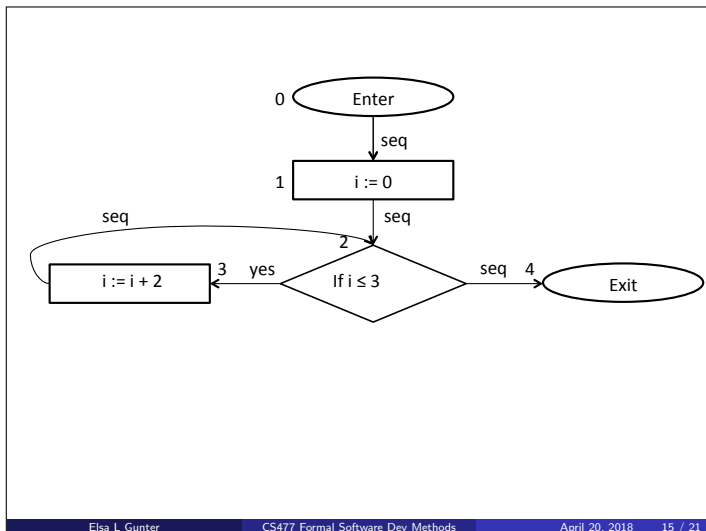 0 Enter
seq
1 i := 0
seq
seq
2
i := i + 2 3 yes If i ≤ 3 seq 4 Exit
Elsa L Gunter CS477 Formal Software Dev Methods April 20, 2018 15 / 21